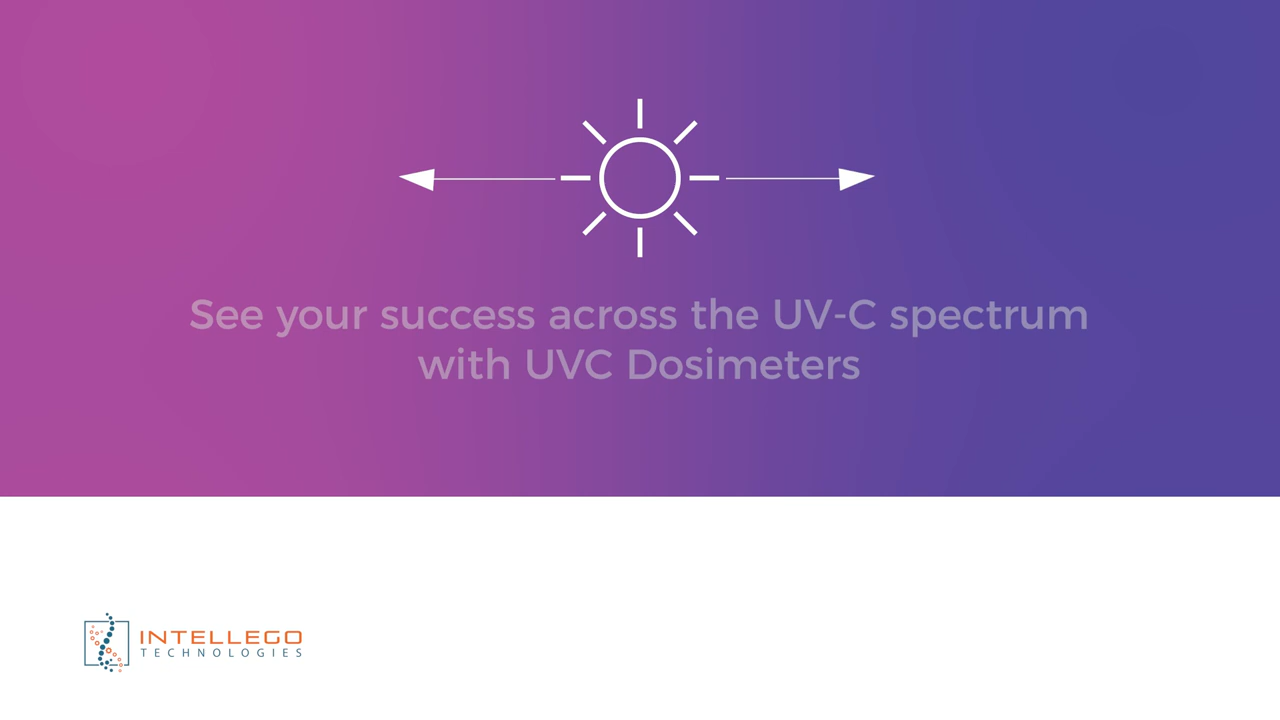 See your success across the UV-C spectrum
with UVC Dosimeters
INTELLEGO
TECHNOLOGIES